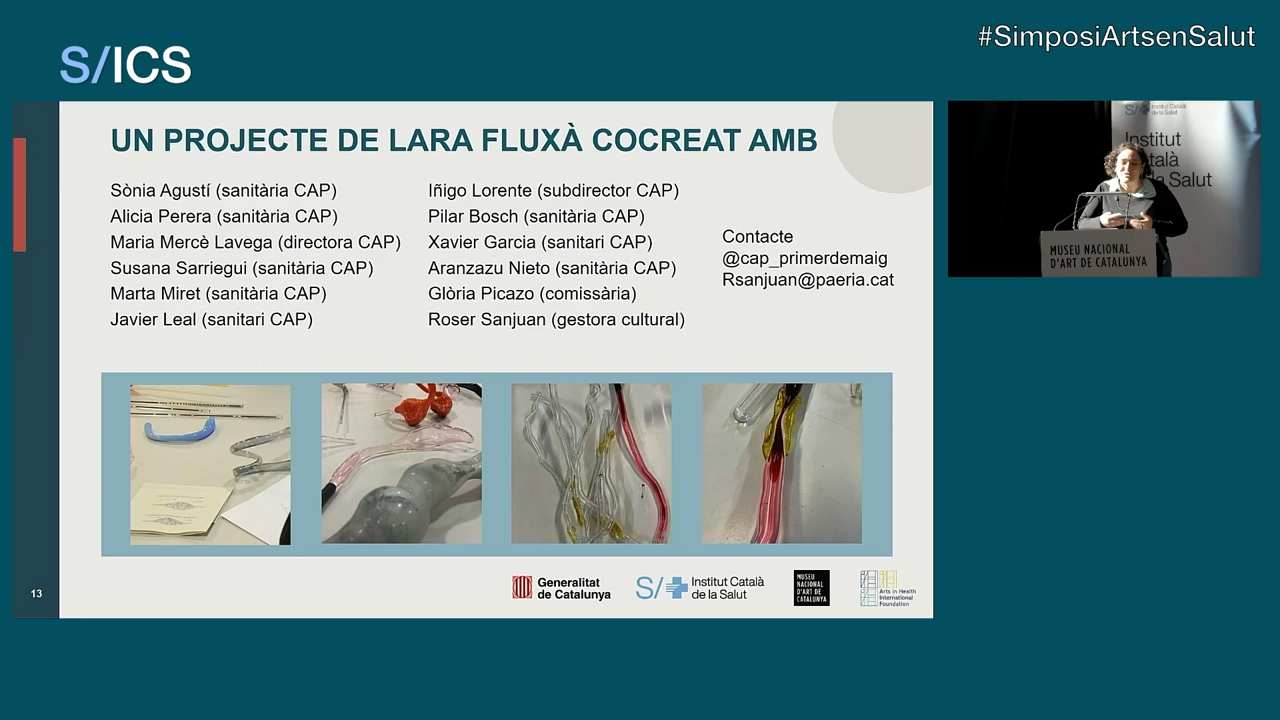 #SimposiArtsenSalut
S/ICS
UN PROJECTE DE LARA FLUXÀ COCREAT AMB
Sònia Agustí (sanitària CAP)
Alicia Perera (sanitària CAP)
Maria Mercè Lavega (directora CAP)
Susana Sarriegui (sanitària CAP)
Marta Miret (sanitària CAP)
Javier Leal (sanitari CAP)
Iñigo Lorente (subdirector CAP)
Pilar Bosch (sanitària CAP)
Xavier Garcia (sanitari CAP)
Aranzazu Nieto (sanitària CAP)
Glòria Picazo (comissària)
Roser Sanjuan (gestora cultural)
Contacte
@cap_primerdemaig
Rsanjuan@paeria.cat
13
Generalitat
de Catalunya
S/
Institut Català
de la Salut
MUSEU
NACIONAL
D'ART DE
CATALUNYA
Arts in Health
International
Foundation
S/
Institut Català
de la Salut
Institut
talà
la Salut
MUSEU NACIONAL
D'ART DE CATALUNYA